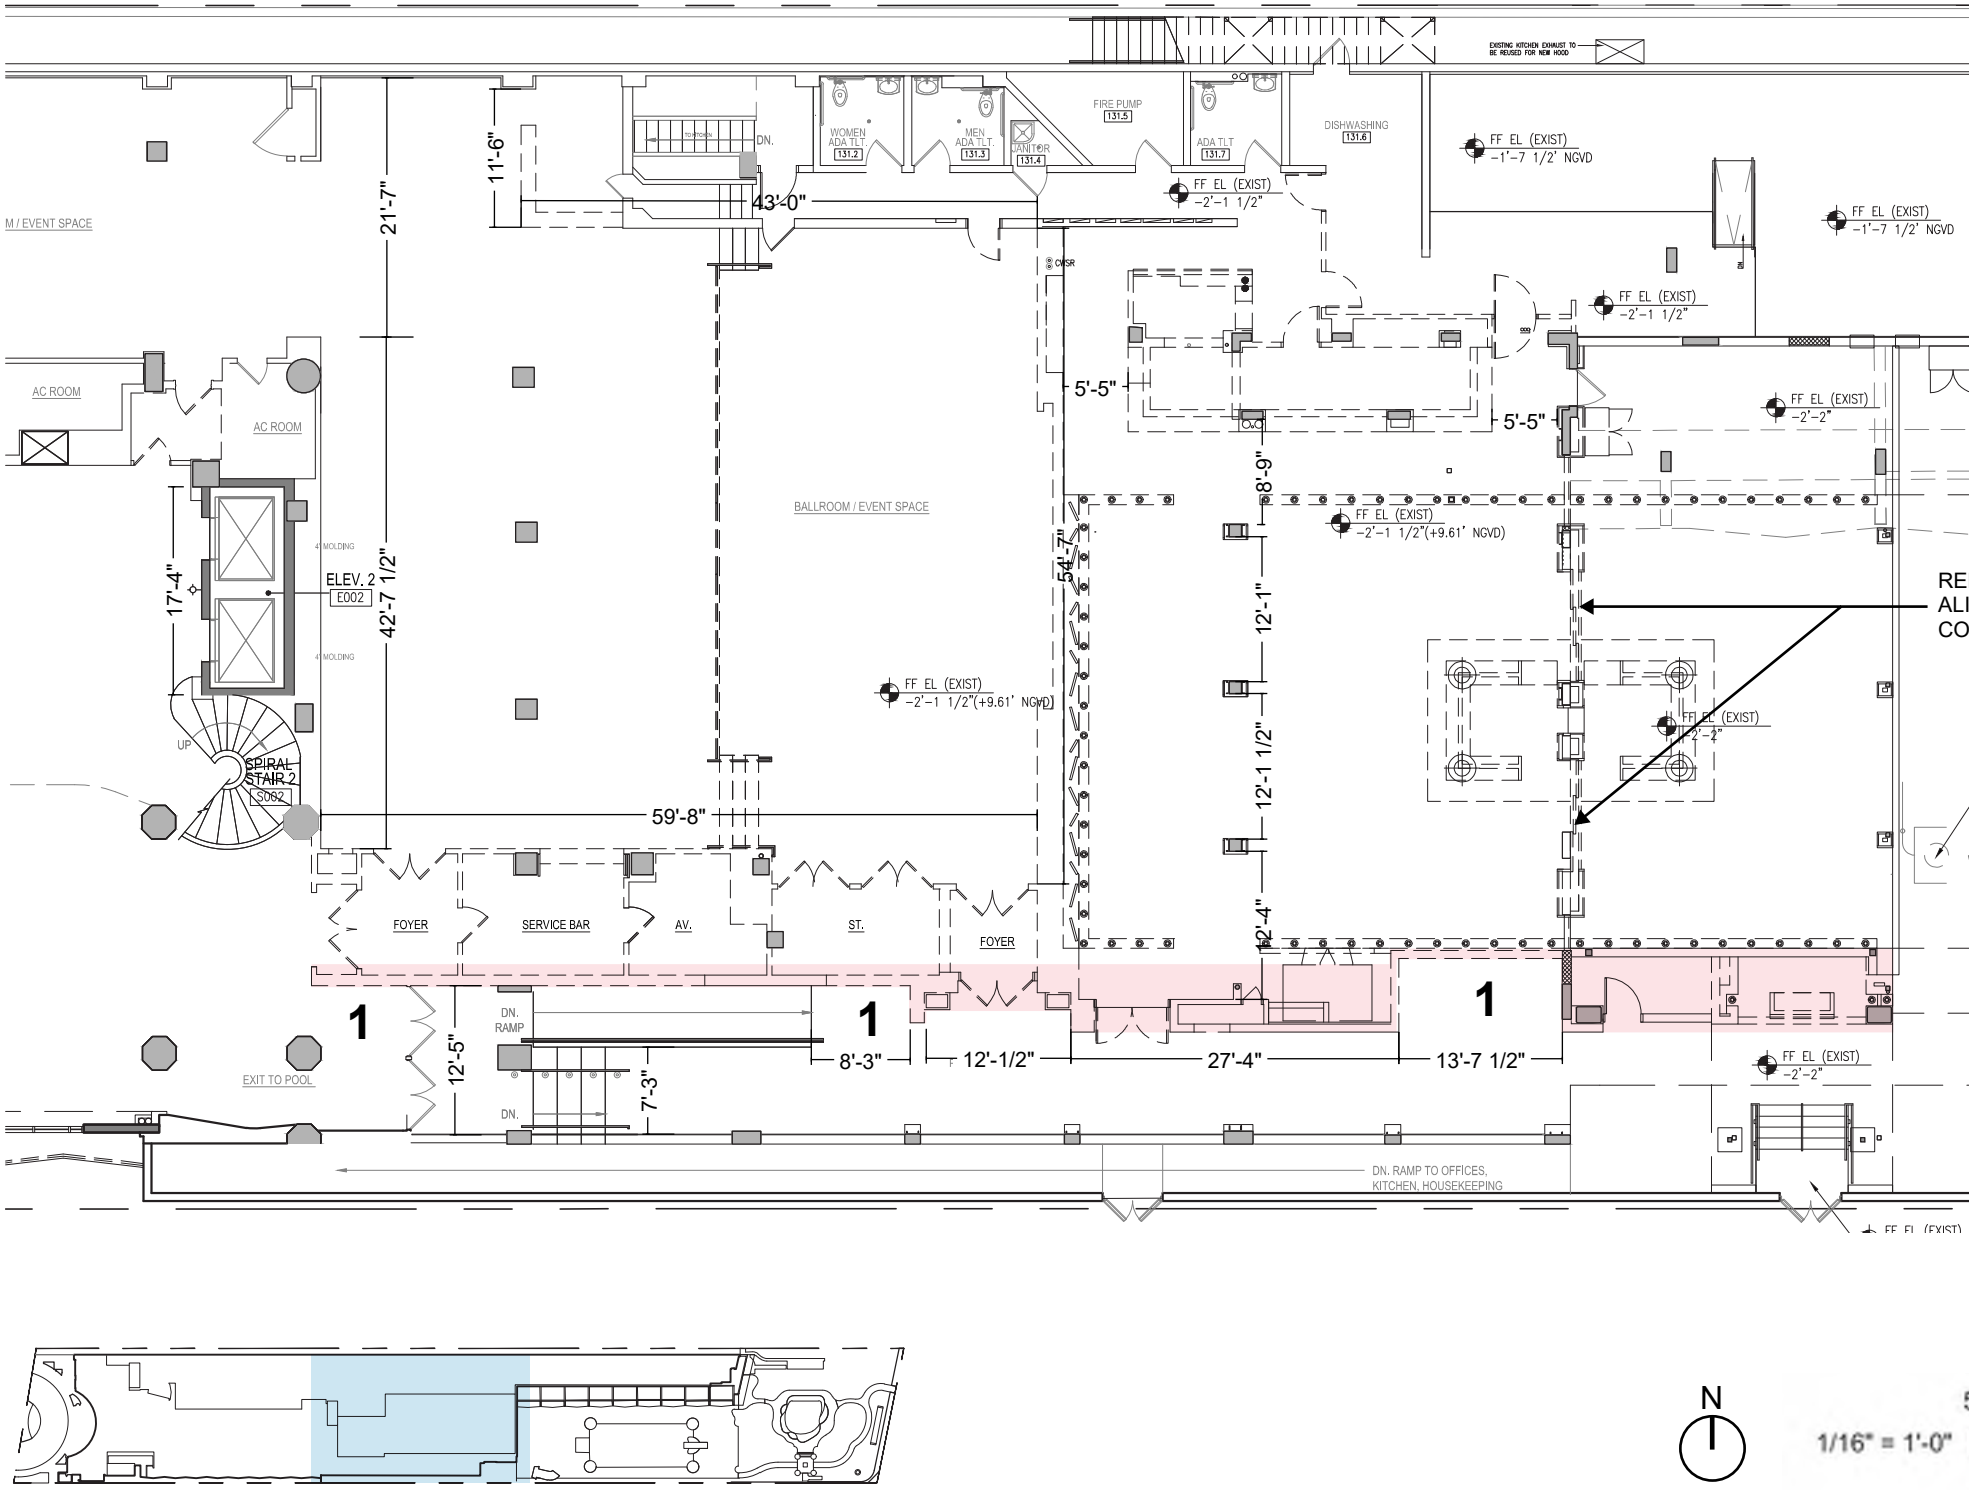 EXISTING KITCHEN EXHAUST TO
BE REUSED FOR NEW HOOD
FIRE PUMP
131.5
WOMEN
ADA TLT.
131.2
MEN
ADA TLT.
131.3
JANITOR
131.4
ADA TLT
131.7
DISHWASHING
131.6
TO KITCHEN
DN.
FF EL (EXIST)
-1'-7 1/2' NGVD
FF EL (EXIST)
-2'-1 1/2"
FF EL (EXIST)
-1'-7 1/2' NGVD
M / EVENT SPACE
11'-6"
21'-7"
43'-0"
CWSR
DN
FF EL (EXIST)
-2'-1 1/2"
AC ROOM
AC ROOM
5'-5"
5'-5"
FF EL (EXIST)
-2'-2"
8'-9"
BALLROOM / EVENT SPACE
FF EL (EXIST)
-2'-1 1/2"(+9.61' NGVD)
4" MOLDING
54'-7"
17'-4"
ELEV. 2
E002
42'-7 1/2"
12'-1"
RE
ALI
CO
4" MOLDING
FF EL (EXIST)
-2'-1 1/2"(+9.61' NGVD)
FF EL (EXIST)
-2'-2"
UP
SPIRAL
STAIR 2
S002
12'-1 1/2"
59'-8"
FOYER
SERVICE BAR
AV.
ST.
FOYER
12'-4"
1
1
1
DN.
RAMP
12'-5"
8'-3"
12'-1/2"
27'-4"
13'-7 1/2"
FF EL (EXIST)
-2'-2"
EXIT TO POOL
7'-3"
DN.
DN. RAMP TO OFFICES,
KITCHEN, HOUSEKEEPING
FF EL (EXIST)
N
1/16" = 1'-0"